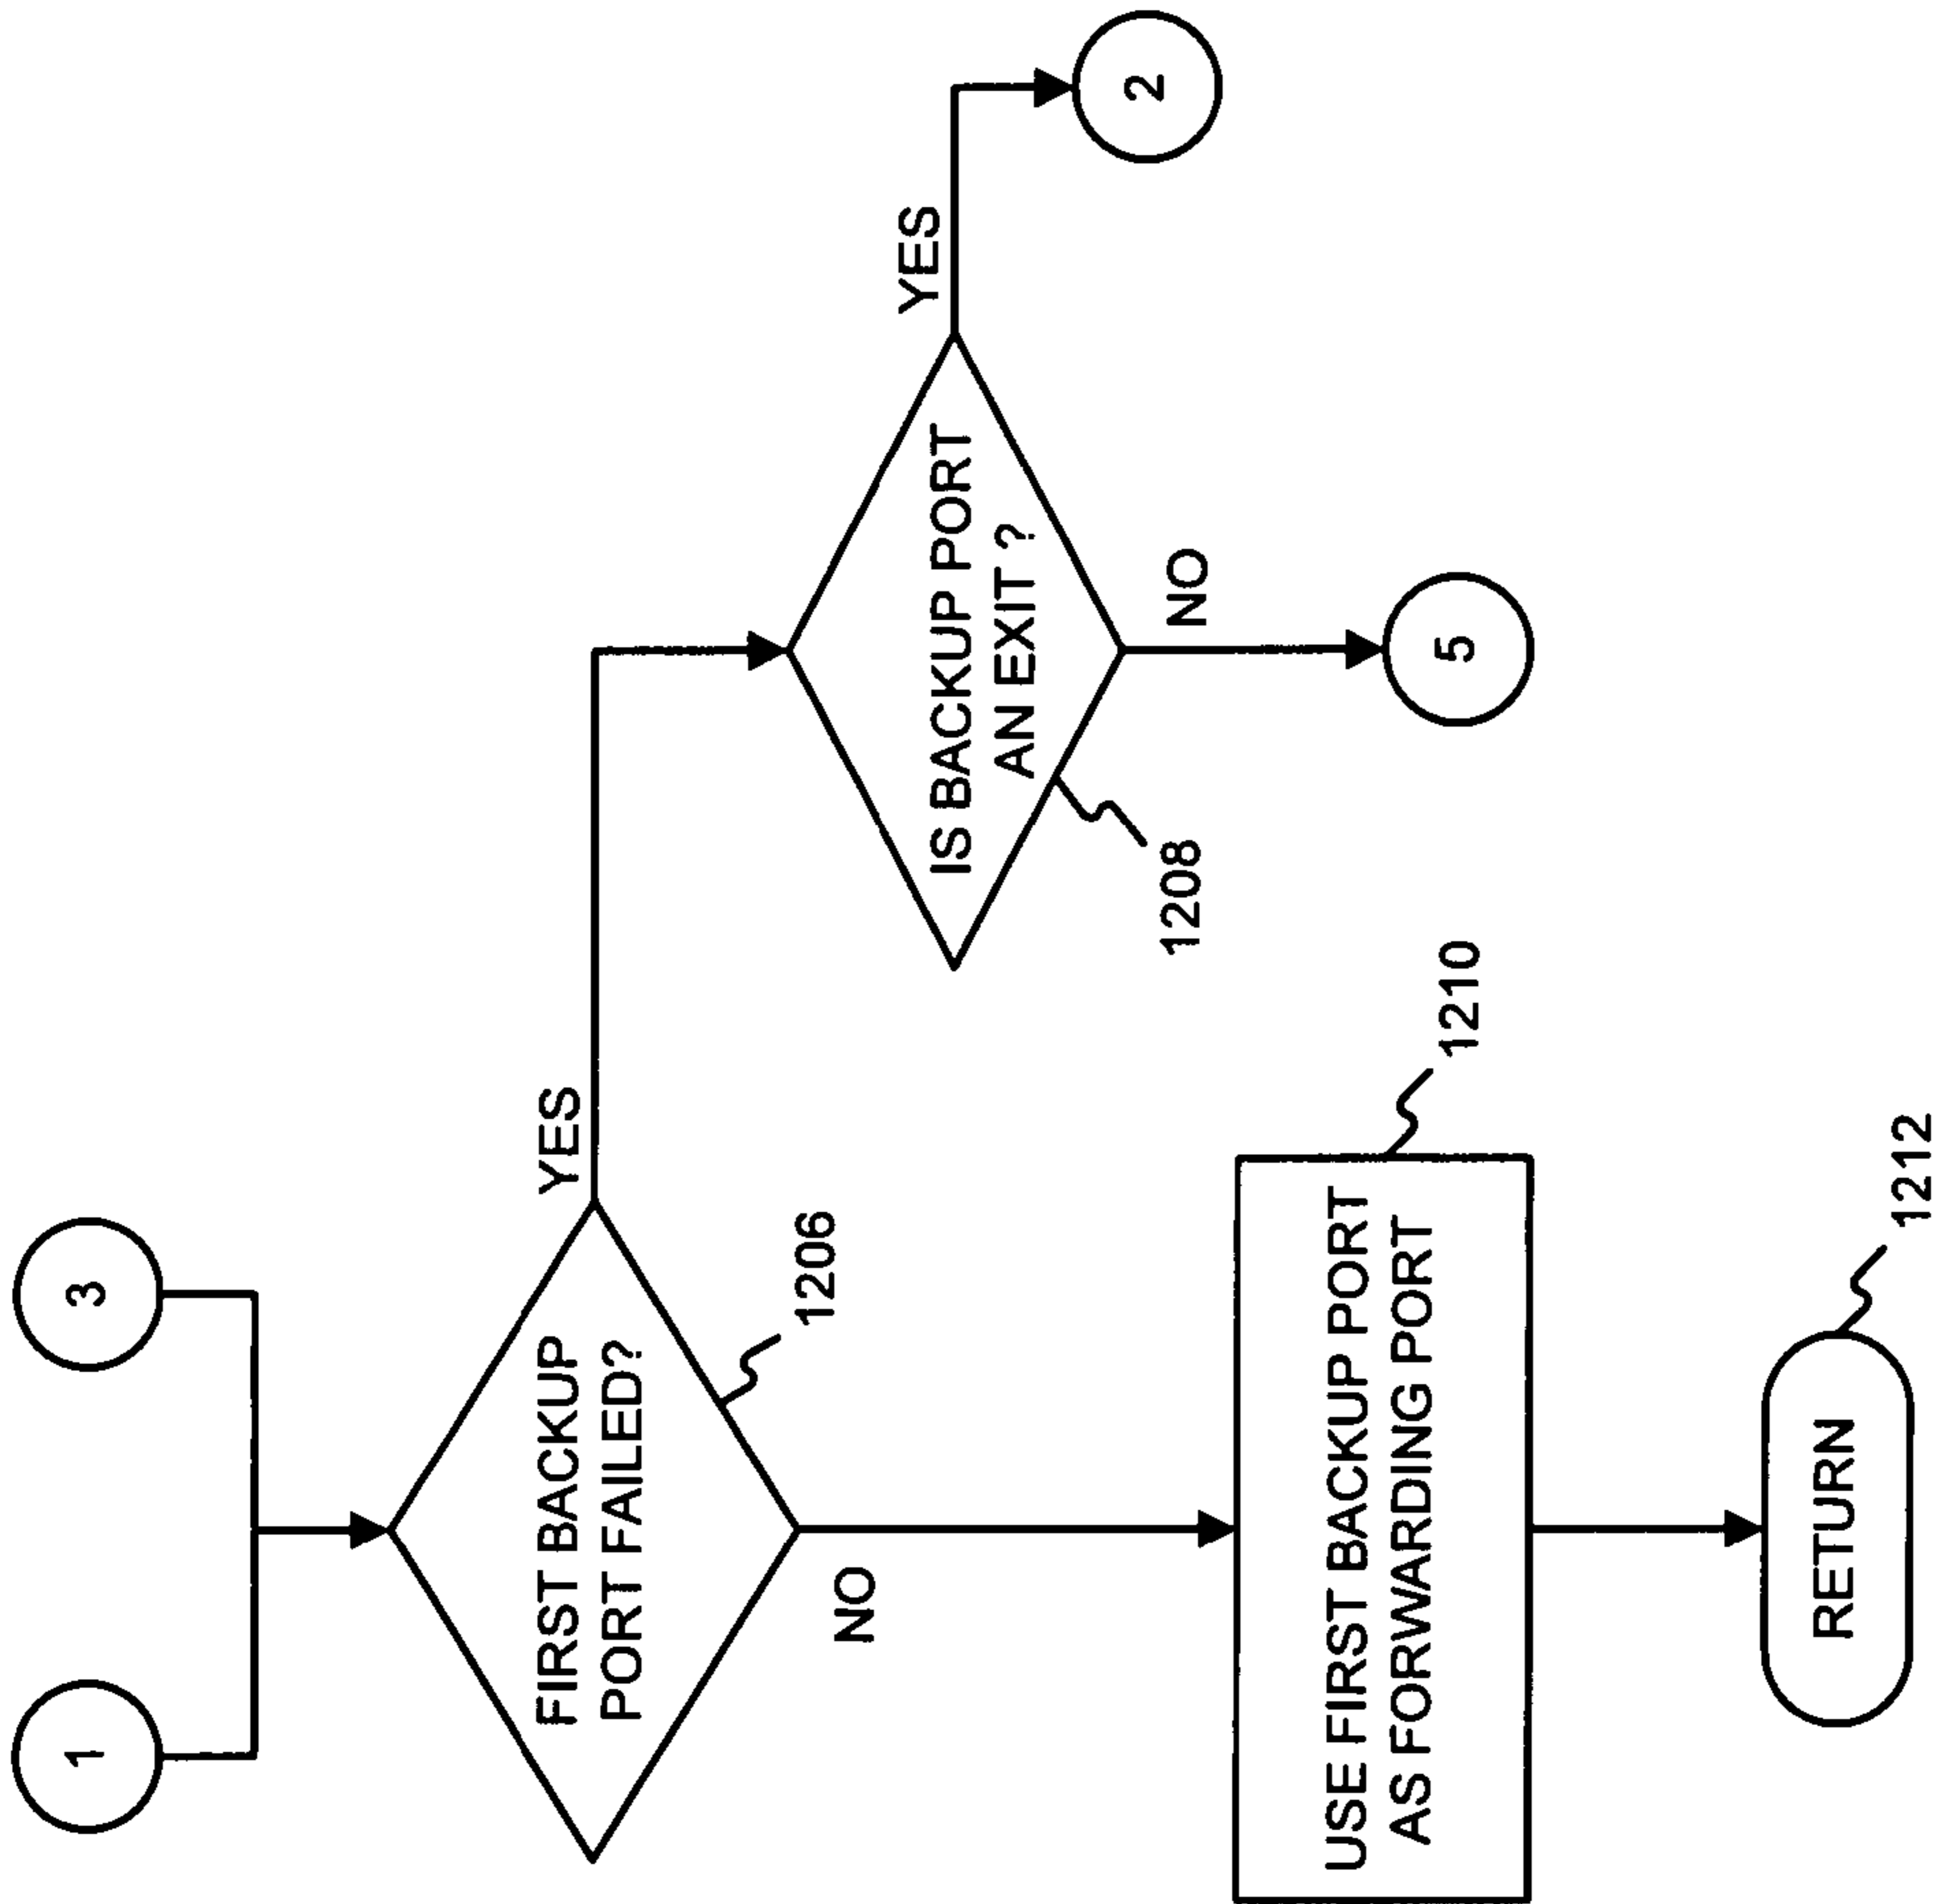 1
3
FIRST BACKUP
PORT FAILED?
YES
1206
NO
IS BACKUP PORT
AN EXIT ?
YES
2
1208
NO
5
USE FIRST BACKUP PORT
AS FORWARDING PORT
1210
RETURN
1212